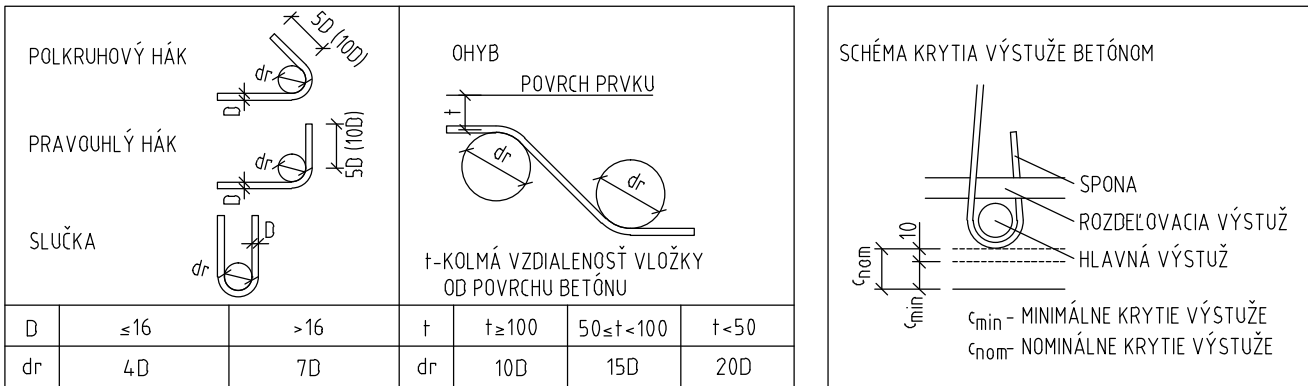 POLKRUHOVÝ HÁK
5D (10D)
dr
D
PRAVOUHLÝ HÁK
5D (10D)
dr
D
SLUČKA
D
dr
OHYB
POVRCH PRVKU
t
dr
dr
t-KOLMÁ VZDIALENOSŤ VLOŽKY
OD POVRCHU BETÓNU
D ≤16 >16 t t≥100 50≤t<100 t<50
dr 4D 7D dr 10D 15D 20D
SCHÉMA KRYTIA VÝSTUŽE BETÓNOM
SPONA
ROZDEĽOVACIA VÝSTUŽ
HLAVNÁ VÝSTUŽ
10
cnom
cmin
cmin- MINIMÁLNE KRYTIE VÝSTUŽE
cnom- NOMINÁLNE KRYTIE VÝSTUŽE